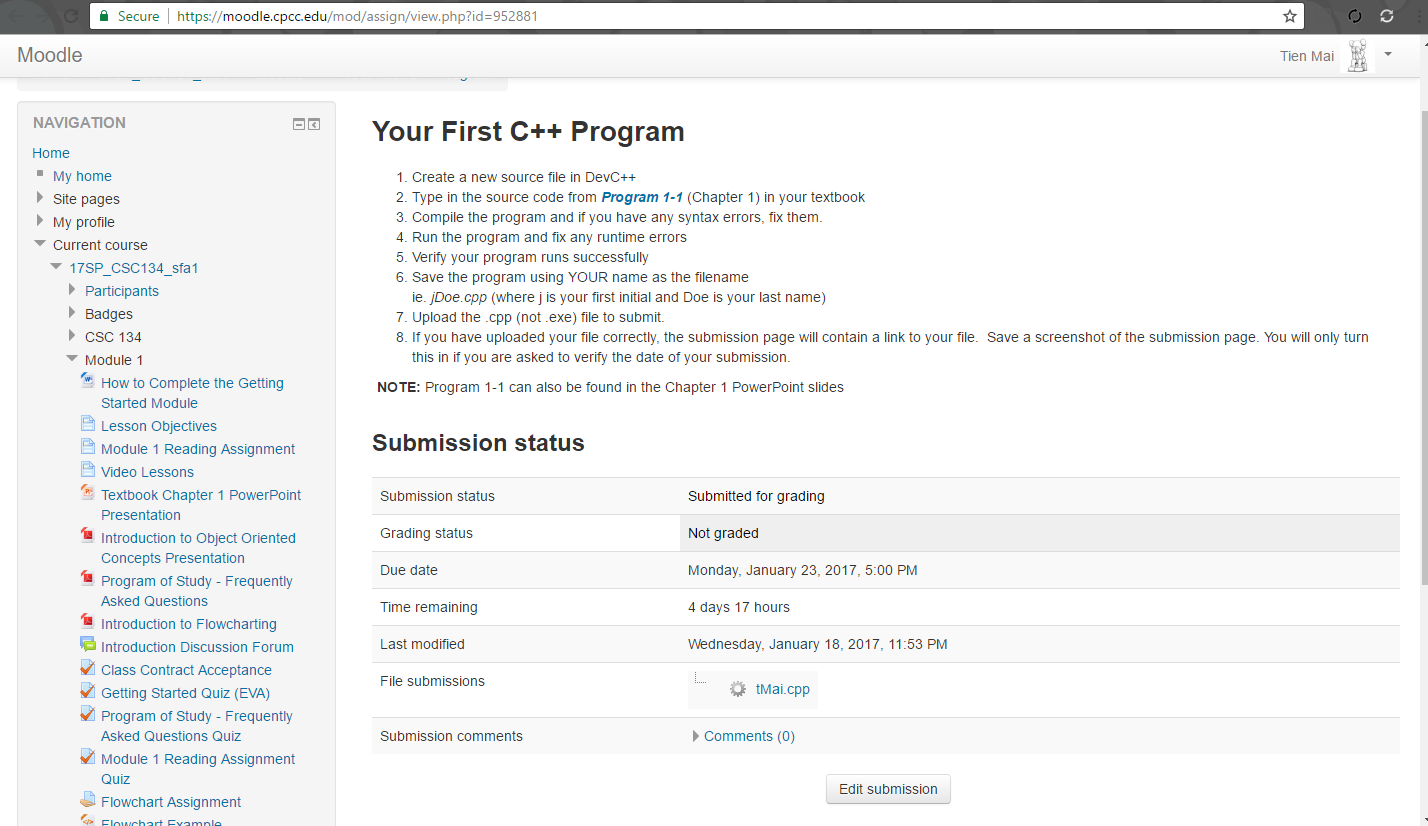 Secure https://moodle.cpcc.edu/mod/assign/view.php?id=952881
Moodle
Tien Mai
NAVIGATION
Home
My home
Site pages
My profile
Current course
17SP_CSC134_sfa1
Participants
Badges
CSC 134
Module 1
How to Complete the Getting
Started Module
Lesson Objectives
Module 1 Reading Assignment
Video Lessons
Textbook Chapter 1 PowerPoint
Presentation
Introduction to Object Oriented
Concepts Presentation
Program of Study - Frequently
Asked Questions
Introduction to Flowcharting
Introduction Discussion Forum
Class Contract Acceptance
Getting Started Quiz (EVA)
Program of Study - Frequently
Asked Questions Quiz
Module 1 Reading Assignment
Quiz
Flowchart Assignment
Flowchart Example
Your First C++ Program
1. Create a new source file in DevC++
2. Type in the source code from Program 1-1 (Chapter 1) in your textbook
3. Compile the program and if you have any syntax errors, fix them.
4. Run the program and fix any runtime errors
5. Verify your program runs successfully
6. Save the program using YOUR name as the filename
ie. jDoe.cpp (where j is your first initial and Doe is your last name)
7. Upload the .cpp (not .exe) file to submit.
8. If you have uploaded your file correctly, the submission page will contain a link to your file. Save a screenshot of the submission page. You will only turn
this in if you are asked to verify the date of your submission.
NOTE: Program 1-1 can also be found in the Chapter 1 PowerPoint slides
Submission status
Submission status Submitted for grading
Grading status Not graded
Due date Monday, January 23, 2017, 5:00 PM
Time remaining 4 days 17 hours
Last modified Wednesday, January 18, 2017, 11:53 PM
File submissions tMai.cpp
Submission comments Comments (0)
Edit submission